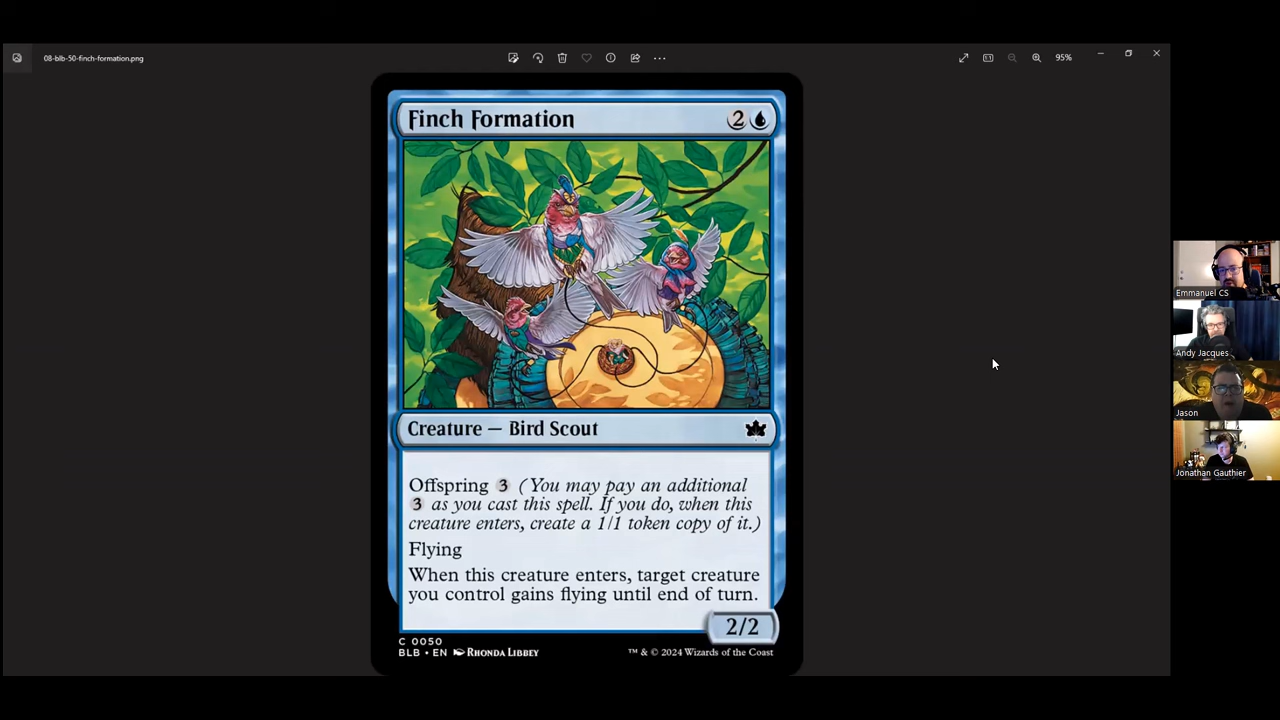 08-blb-50-finch-formation.png
95%
Finch Formation 2
Creature — Bird Scout
Offspring 3 (You may pay an additional
3 as you cast this spell. If you do, when this
creature enters, create a 1/1 token copy of it.)
Flying
When this creature enters, target creature
you control gains flying until end of turn.
2/2
C 0050
BLB • EN Rhonda Libbey
™ & © 2024 Wizards of the Coast
Emmanuel CS
Andy Jacques
Jason
Jonathan Gauthier